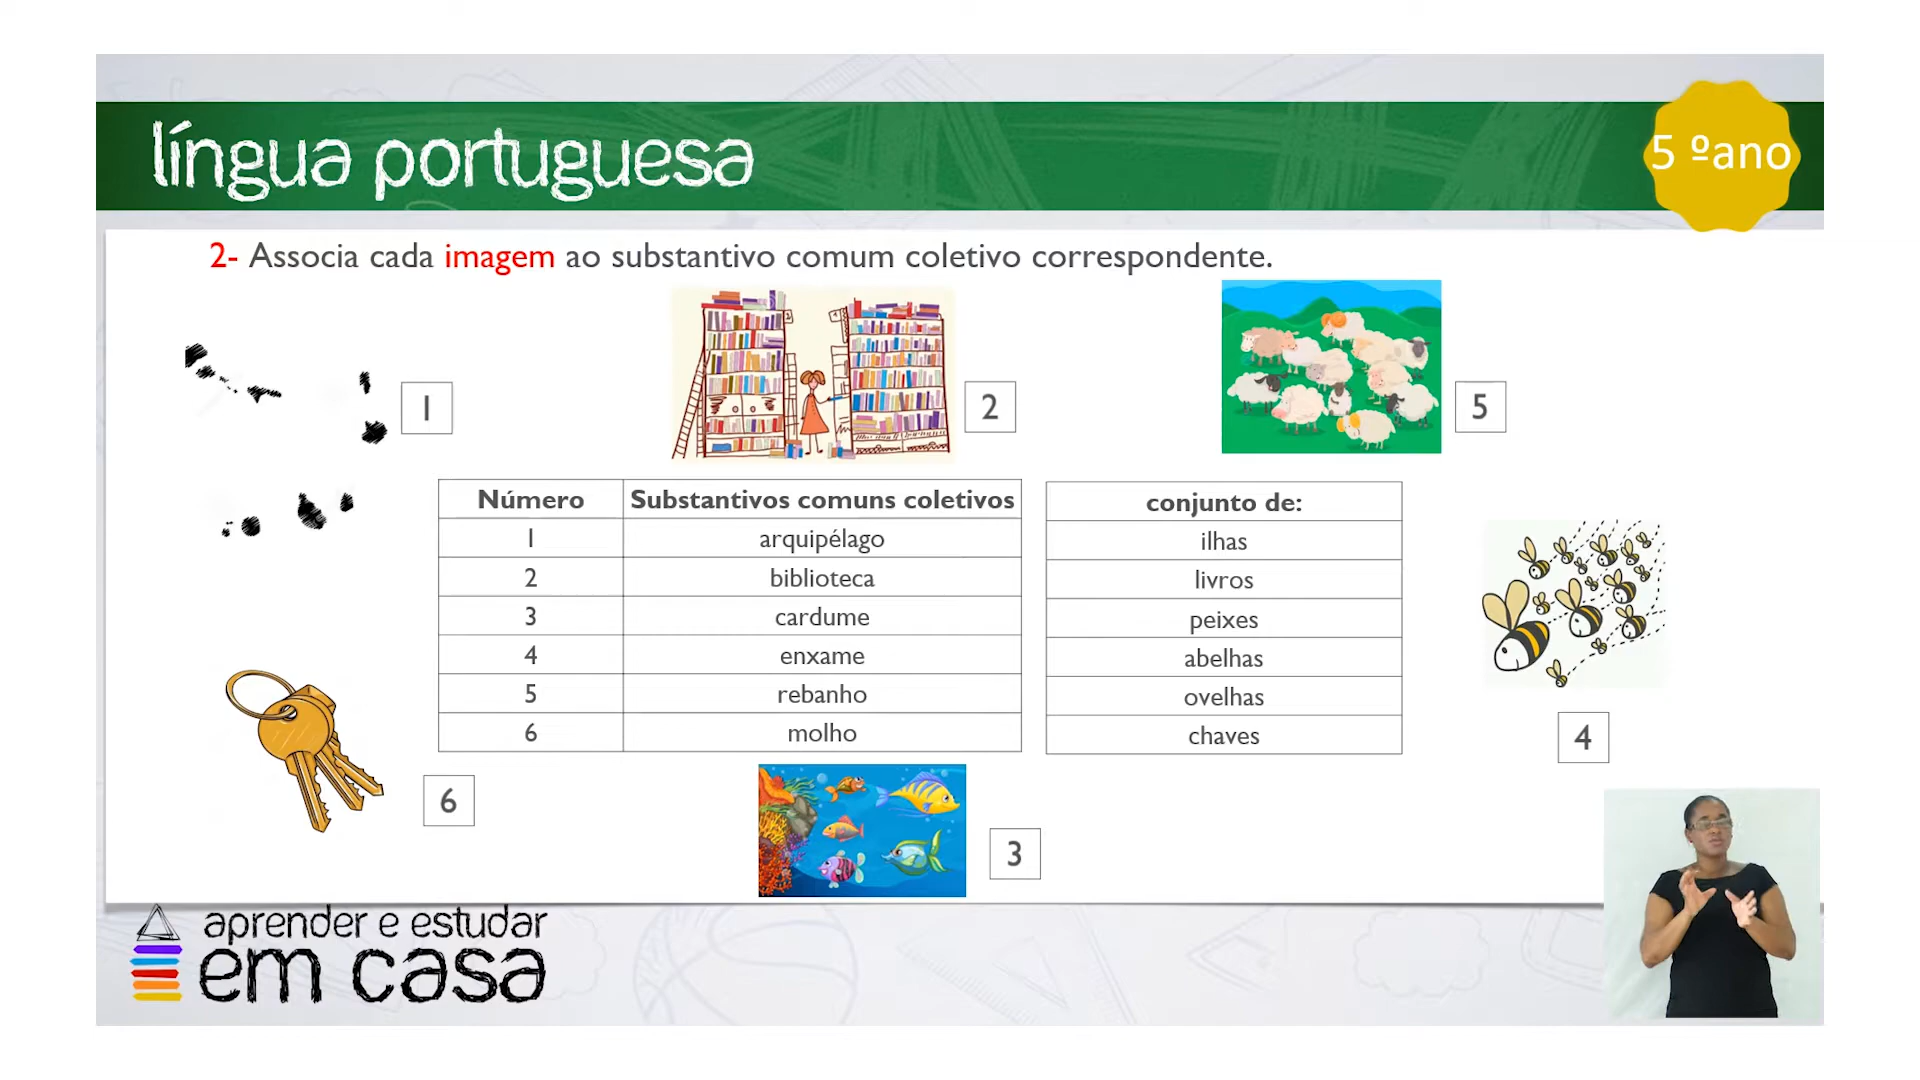 língua portuguesa
5 ºano
2- Associa cada imagem ao substantivo comum coletivo correspondente.
1
2
5
Número Substantivos comuns coletivos
1 arquipélago
2 biblioteca
3 cardume
4 enxame
5 rebanho
6 molho
conjunto de:
ilhas
livros
peixes
abelhas
ovelhas
chaves
4
6
3
aprender e estudar
em casa